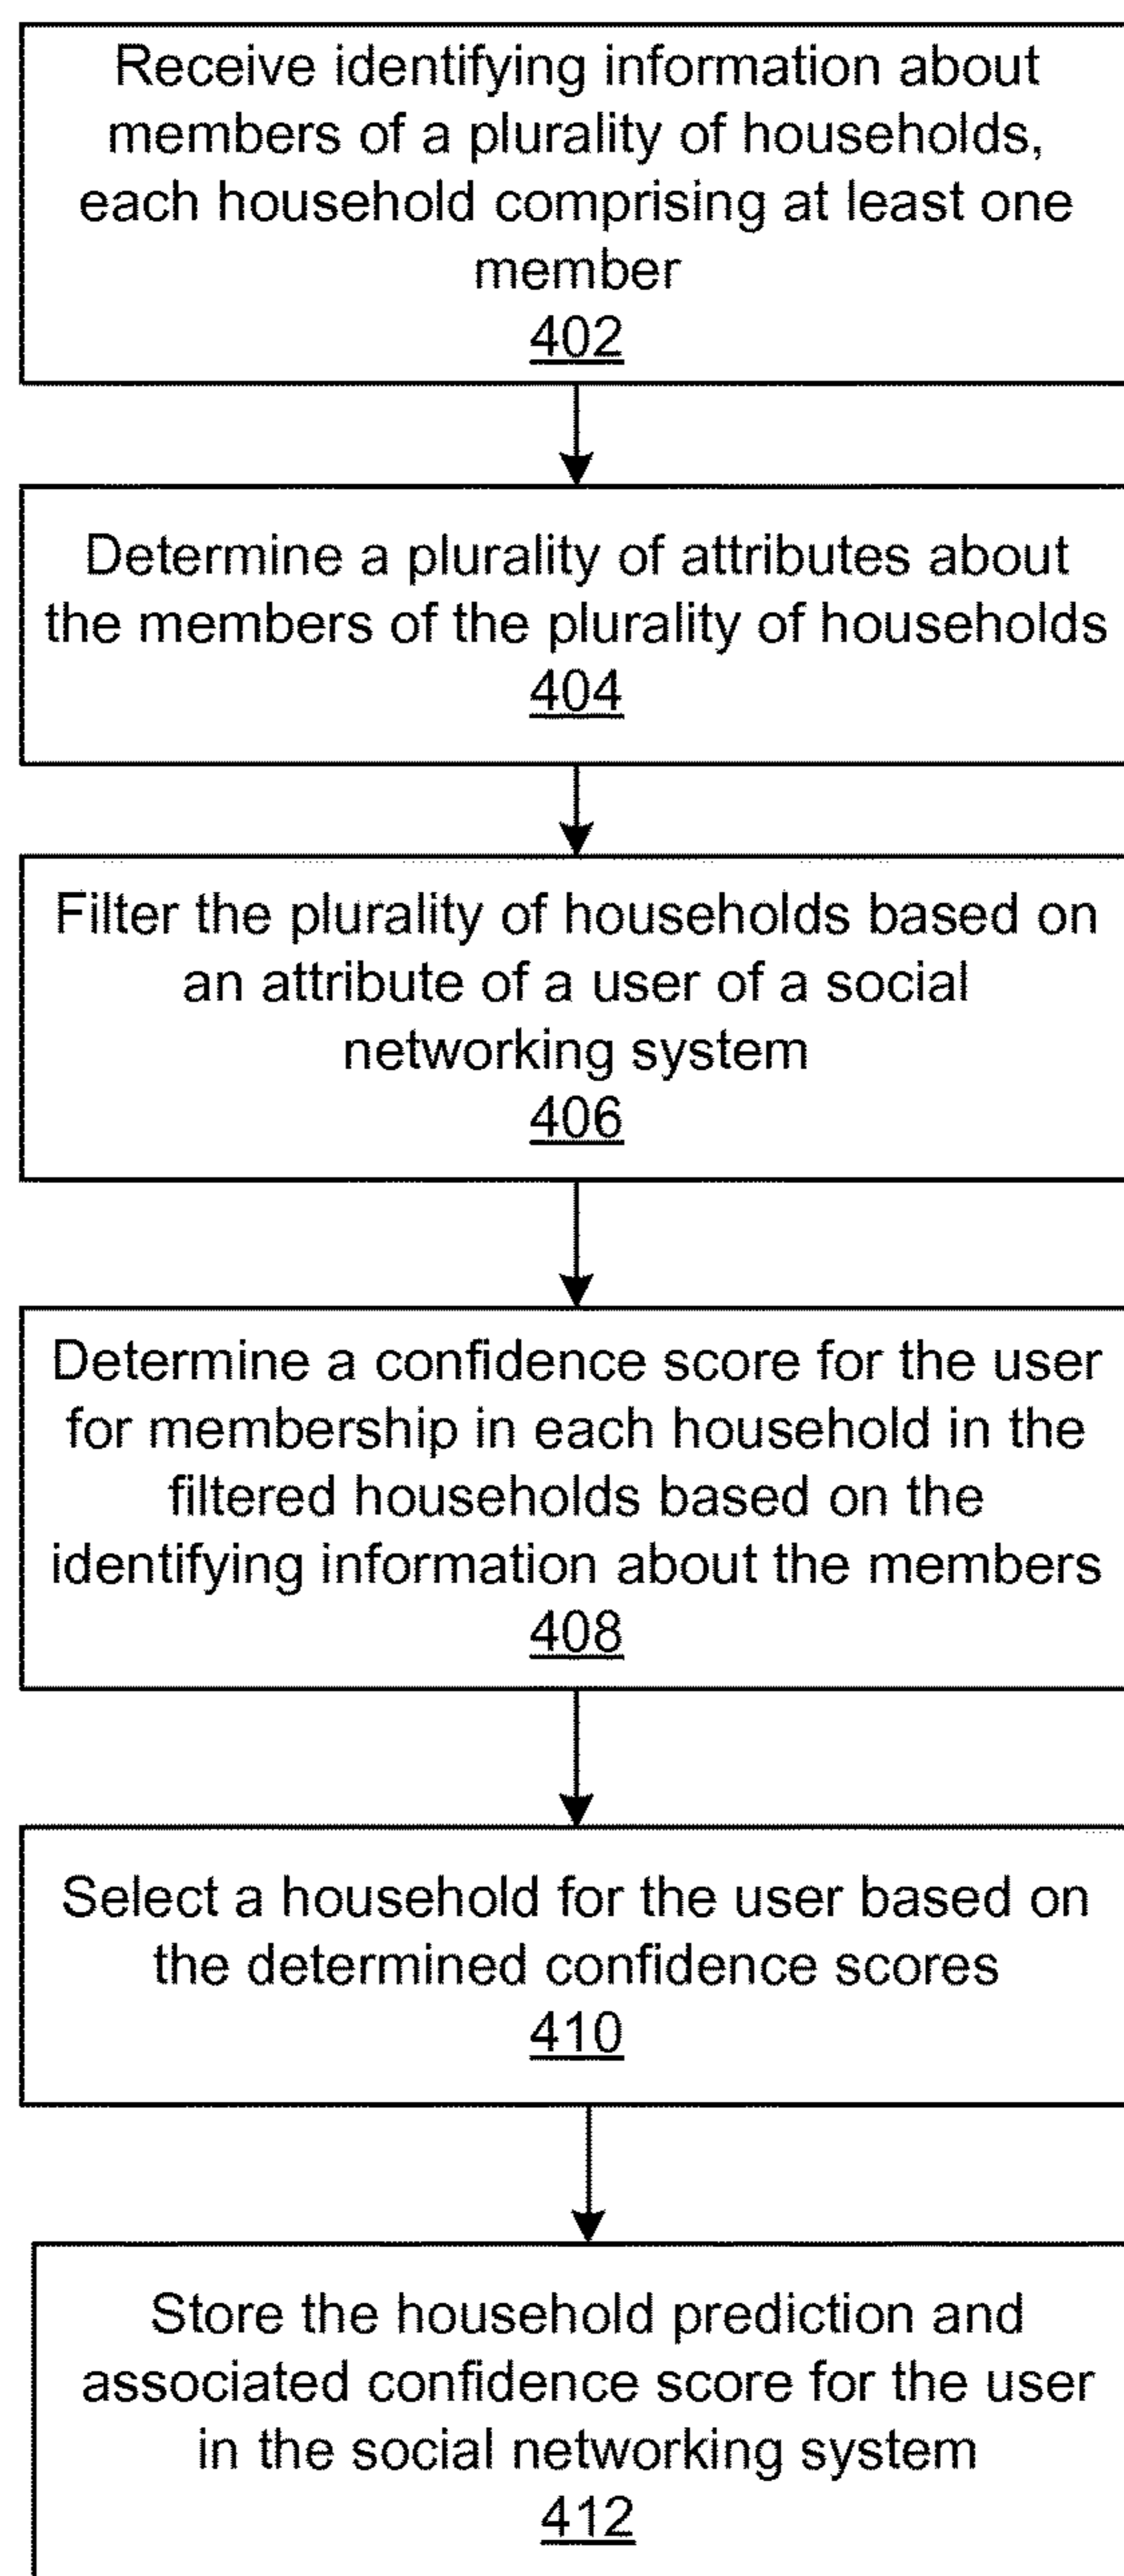 Receive identifying information about
members of a plurality of households,
each household comprising at least one
member
402
Determine a plurality of attributes about
the members of the plurality of households
404
Filter the plurality of households based on
an attribute of a user of a social
networking system
406
Determine a confidence score for the user
for membership in each household in the
filtered households based on the
identifying information about the members
408
Select a household for the user based on
the determined confidence scores
410
Store the household prediction and
associated confidence score for the user
in the social networking system
412